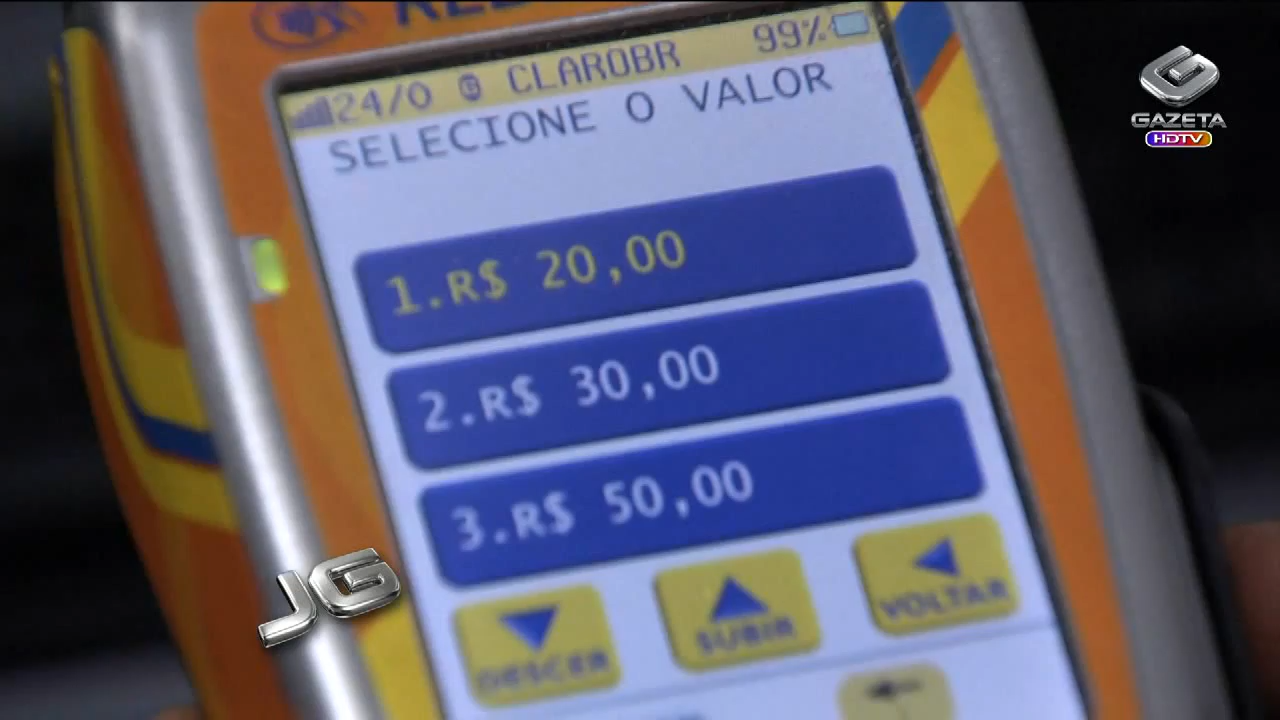 24/0 G CLAROBR 99%
SELECIONE O VALOR
1.R$ 20,00
2.R$ 30,00
3.R$ 50,00
DESCER
SUBIR
VOLTAR
G
GAZETA
HDTV
JG